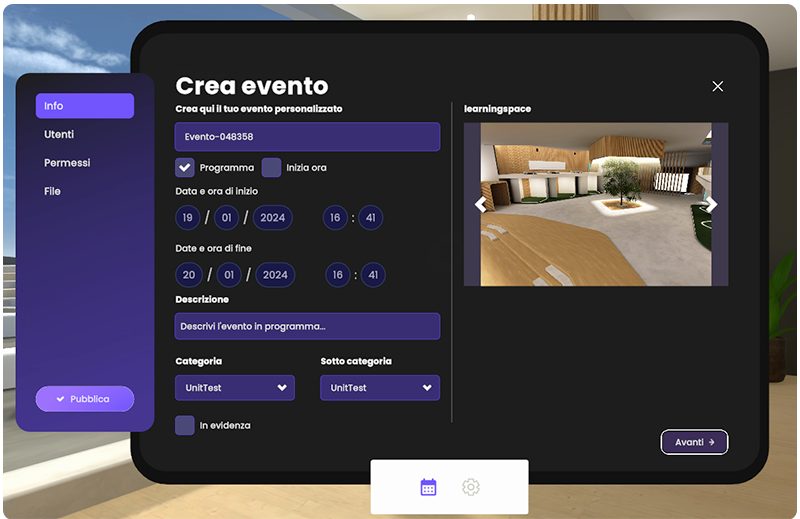 Info
Utenti
Permessi
File
Pubblica
Crea evento
Crea qui il tuo evento personalizzato
Evento-048358
Programma Inizia ora
Data e ora di inizio
19 / 01 / 2024 16 : 41
Date e ora di fine
20 / 01 / 2024 16 : 41
Descrizione
Descrivi l'evento in programma...
Categoria Sotto categoria
UnitTest UnitTest
In evidenza
learningspace
Avanti